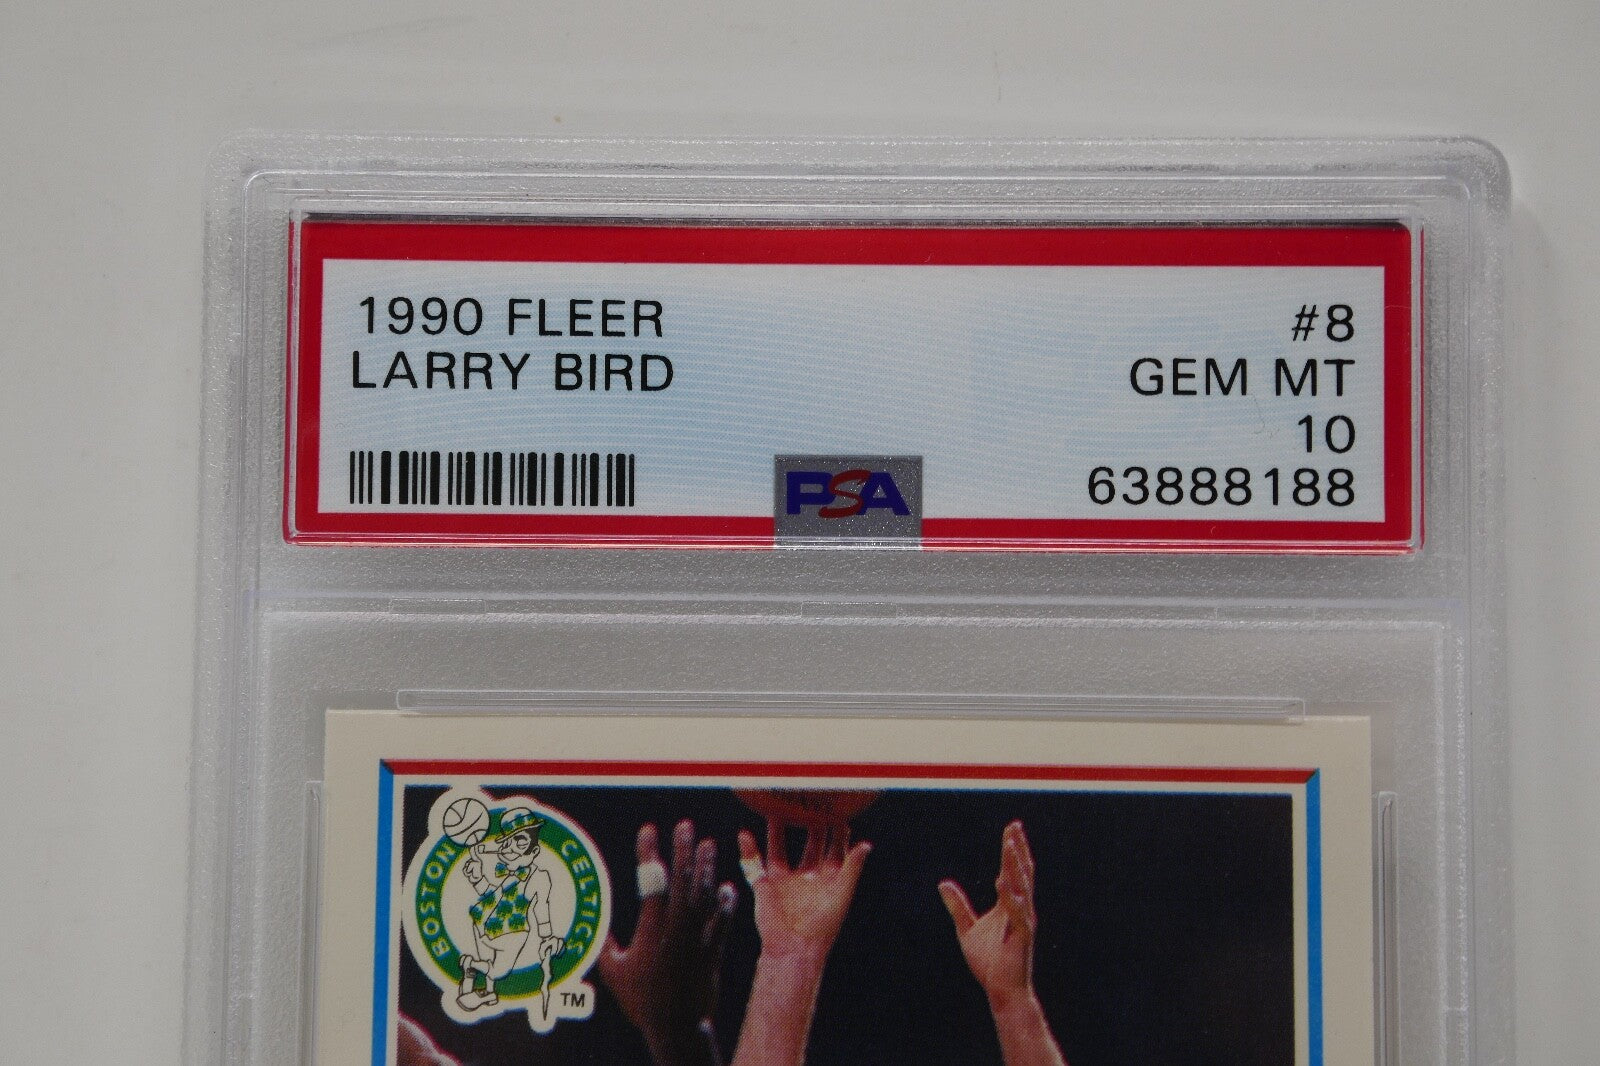 1990 FLEER
LARRY BIRD
#8
GEM MT
10
63888188
PSA
BOSTON CELTICS
TM